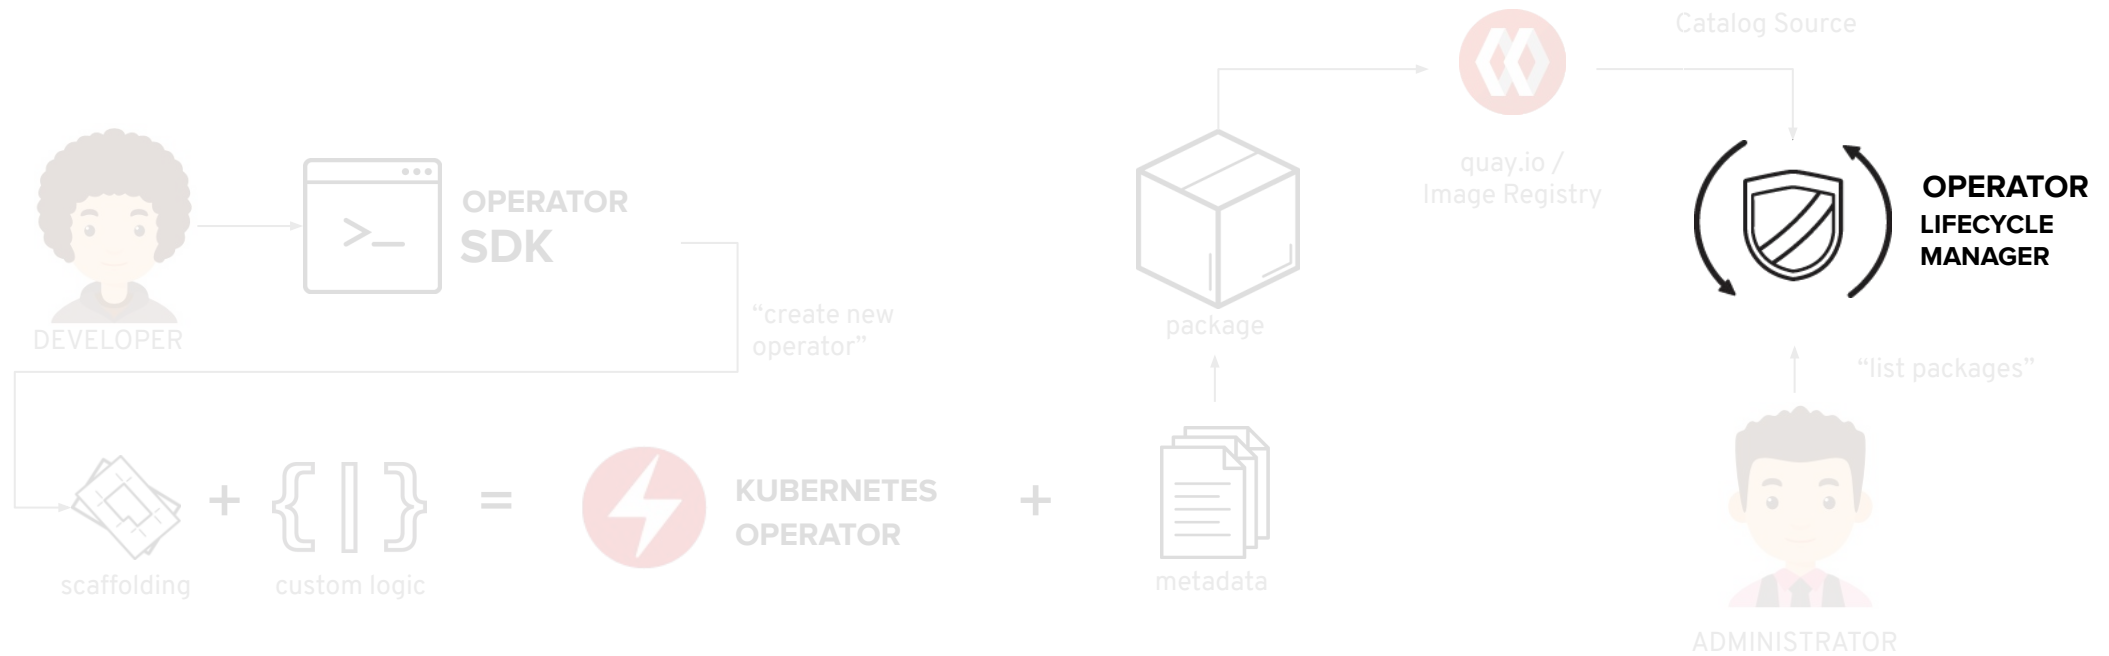 Catalog Source
quay.io /
Image Registry
OPERATOR
LIFECYCLE
MANAGER
OPERATOR
SDK
DEVELOPER
“create new
operator”
package
“list packages”
+
=
KUBERNETES
OPERATOR
+
scaffolding
custom logic
metadata
ADMINISTRATOR